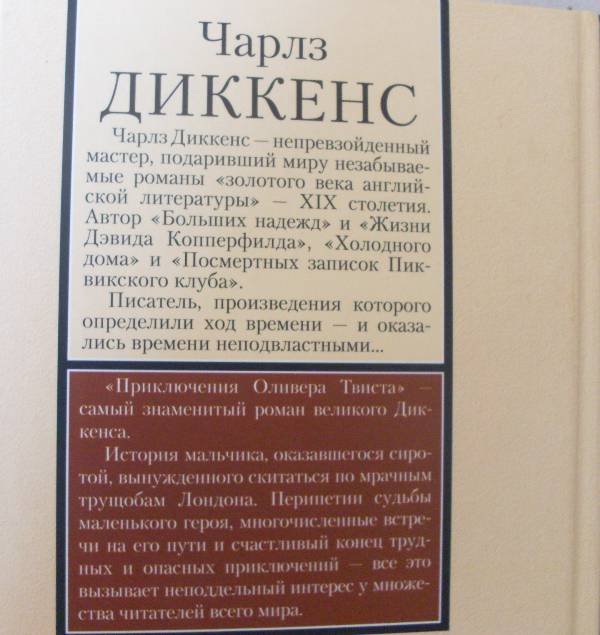 Чарлз
ДИККЕНС
Чарлз Диккенс — непревзойденный
мастер, подаривший миру незабывае-
мые романы «золотого века англий-
ской литературы» — XIX столетия.
Автор «Больших надежд» и «Жизни
Дэвида Копперфилда», «Холодного
дома» и «Посмертных записок Пик-
викского клуба».
Писатель, произведения которого
определили ход времени — и оказа-
лись времени неподвластными...
«Приключения Оливера Твиста» —
самый знаменитый роман великого Дик-
кенса.
История мальчика, оказавшегося сиро-
той, вынужденного скитаться по мрачным
трущобам Лондона. Перипетии судьбы
маленького героя, многочисленные встре-
чи на его пути и счастливый конец труд-
ных и опасных приключений — все это
вызывает неподдельный интерес у множе-
ства читателей всего мира.